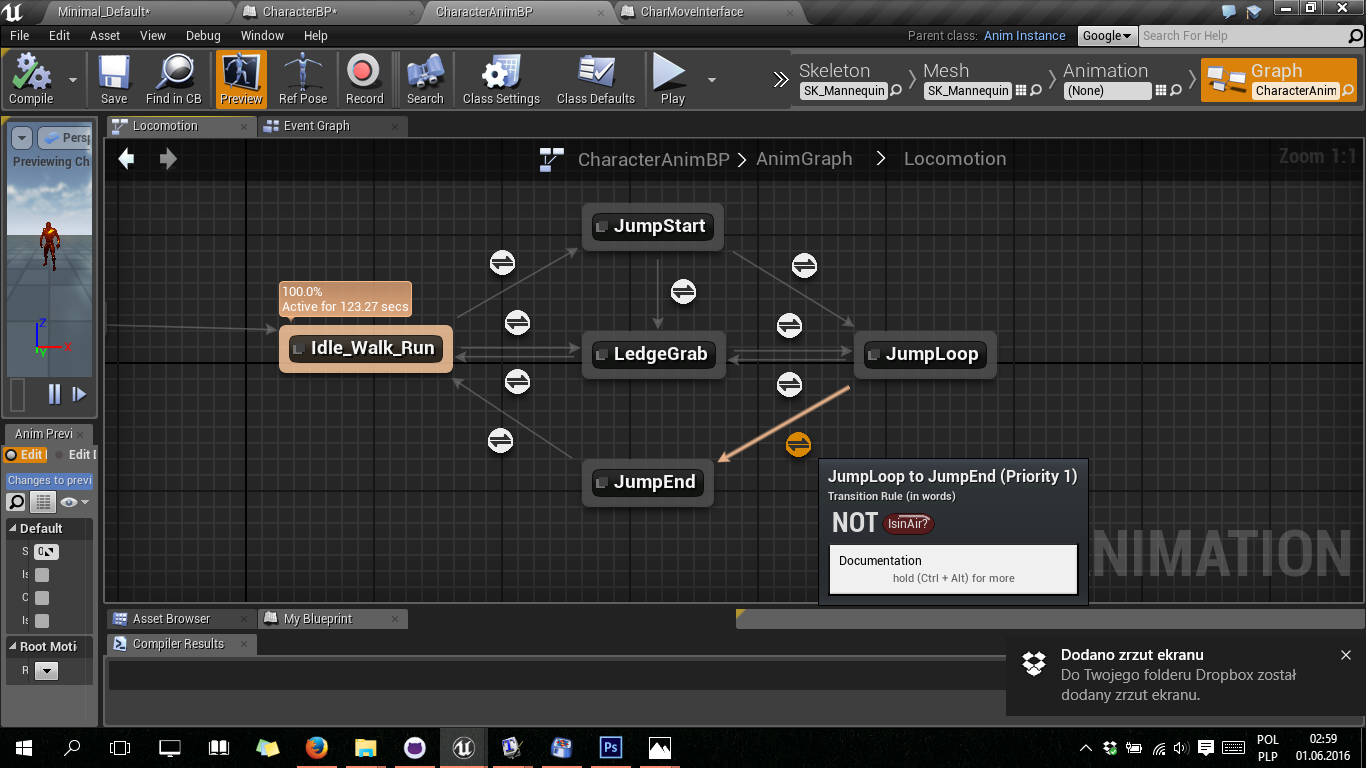 Minimal_Default*
CharacterBP*
CharacterAnimBP
CharMoveInterface
File Edit Asset View Debug Window Help
Parent class: Anim Instance
Google
Search For Help
Compile
Save
Find in CB
Preview
Ref Pose
Record
Search
Class Settings
Class Defaults
Play
Skeleton
SK_Mannequin
Mesh
SK_Mannequin
Animation
(None)
Graph
CharacterAnim
Locomotion
Event Graph
Persp
Previewing Ch
CharacterAnimBP > AnimGraph > Locomotion
Zoom 1:1
JumpStart
100.0%
Active for 123.27 secs
Idle_Walk_Run
LedgeGrab
JumpLoop
JumpEnd
Z
X
Y
JumpLoop to JumpEnd (Priority 1)
Transition Rule (in words)
NOT IsinAir?
Documentation
hold (Ctrl + Alt) for more
NIMATION
Anim Previ
Edit
Edit
Changes to previ
Default
S 0
Is
C
Is
Root Moti
R
Asset Browser
My Blueprint
Compiler Results
Dodano zrzut ekranu
Do Twojego folderu Dropbox został
dodany zrzut ekranu.
Ps
POL
PLP
02:59
01.06.2016